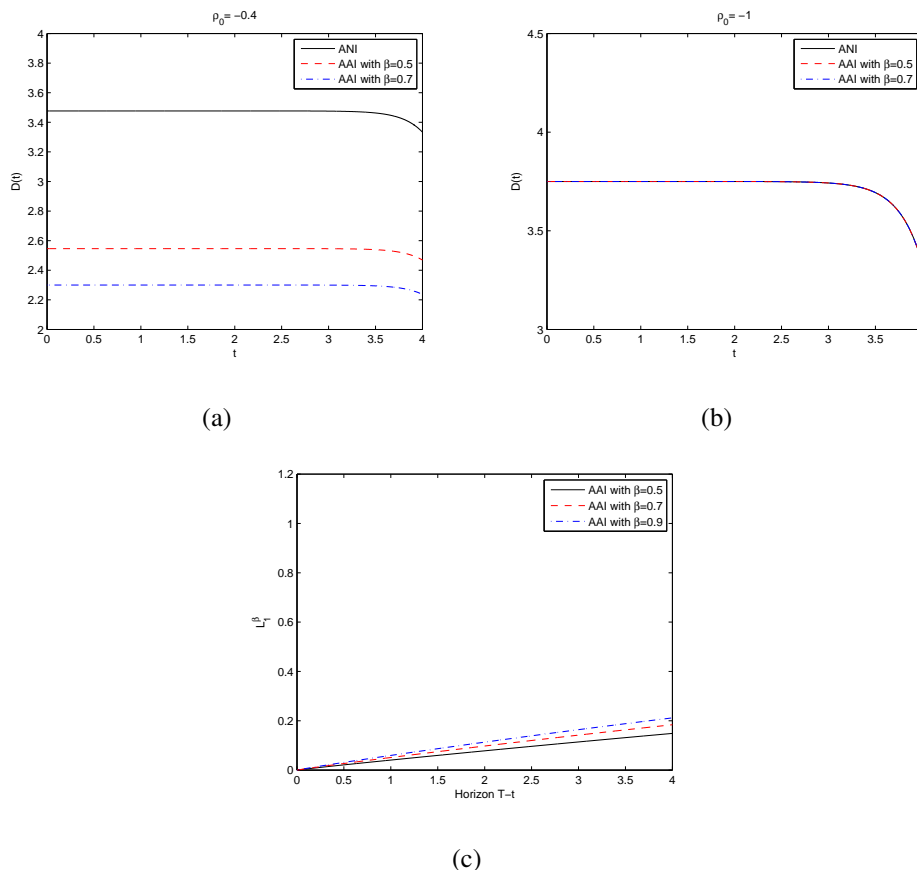 ρ0= −0.4
4
3.8
3.6
3.4
3.2
3
2.8
2.6
2.4
2.2
2
D(t)
0 0.5 1 1.5 2 2.5 3 3.5 4
t
ANI
AAI with β=0.5
AAI with β=0.7
(a)
ρ0= −1
4.5
4
3.5
3
D(t)
0 0.5 1 1.5 2 2.5 3 3.5
t
ANI
AAI with β=0.5
AAI with β=0.7
(b)
1.2
1
0.8
0.6
0.4
0.2
0
L1β
0 0.5 1 1.5 2 2.5 3 3.5 4
Horizon T−t
AAI with β=0.5
AAI with β=0.7
AAI with β=0.9
(c)